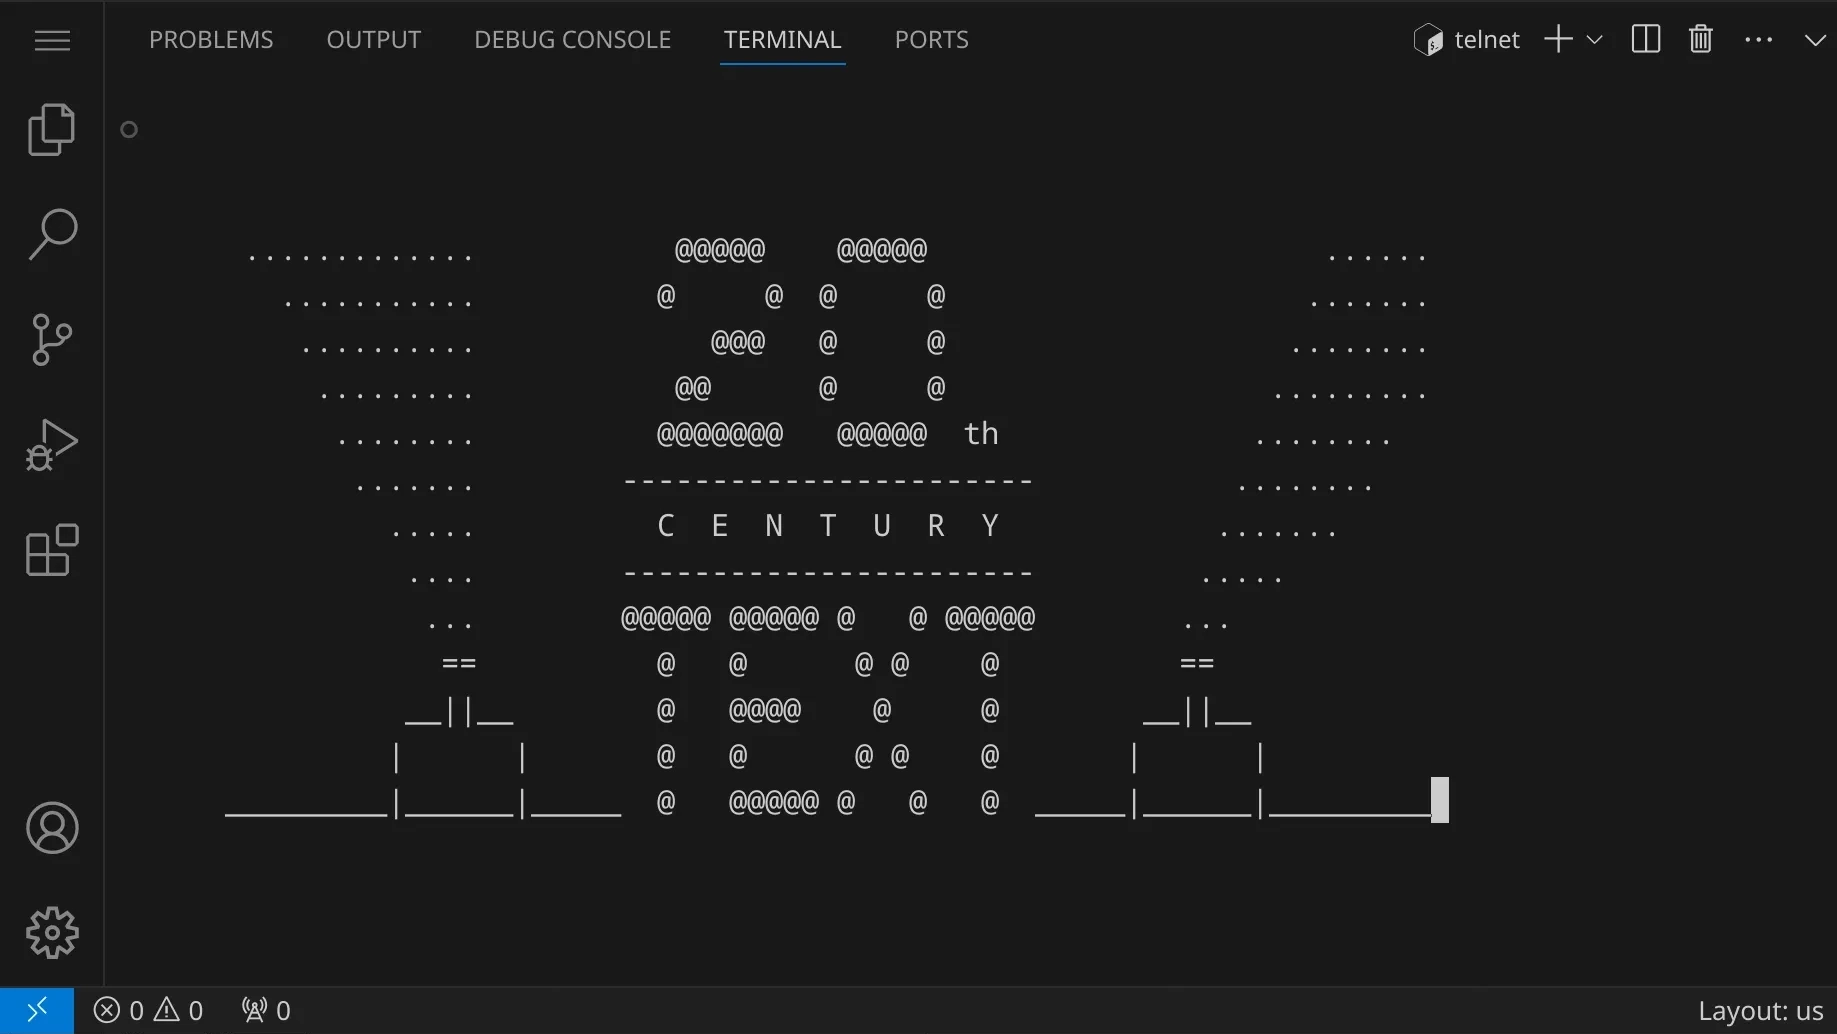 PROBLEMS OUTPUT DEBUG CONSOLE TERMINAL PORTS telnet
. . . . . . . . . . . . .            @@@@@    @@@@@                      . . . . . .
. . . . . . . . . . .           @     @  @     @                     . . . . . . .
. . . . . . . . . .             @@@   @     @                    . . . . . . . .
. . . . . . . . .            @@      @     @                   . . . . . . . . .
. . . . . . . .          @@@@@@@   @@@@@  th              . . . . . . . .
. . . . . . .        -----------------------           . . . . . . . .
. . . . .          C  E  N  T  U  R  Y            . . . . . . .
. . . .        -----------------------         . . . . .
. . .        @@@@@ @@@@@ @   @ @@@@@        . . .
==          @   @      @ @    @          ==
__||__        @   @@@@    @     @        __||__
|      |       @   @      @ @    @       |      |
_________|______|_____  @   @@@@@ @   @   @  _____|______|_________
0 0 0 Layout: us